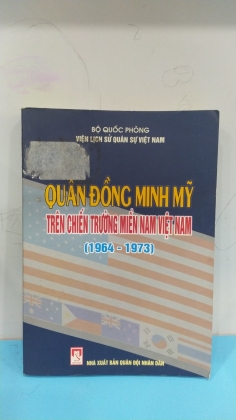 BỘ QUỐC PHÒNG
VIỆN LỊCH SỬ QUÂN SỰ VIỆT NAM
QUÂN ĐỒNG MINH MỸ
TRÊN CHIẾN TRƯỜNG MIỀN NAM VIỆT NAM
(1964 - 1973)
NHÀ XUẤT BẢN QUÂN ĐỘI NHÂN DÂN